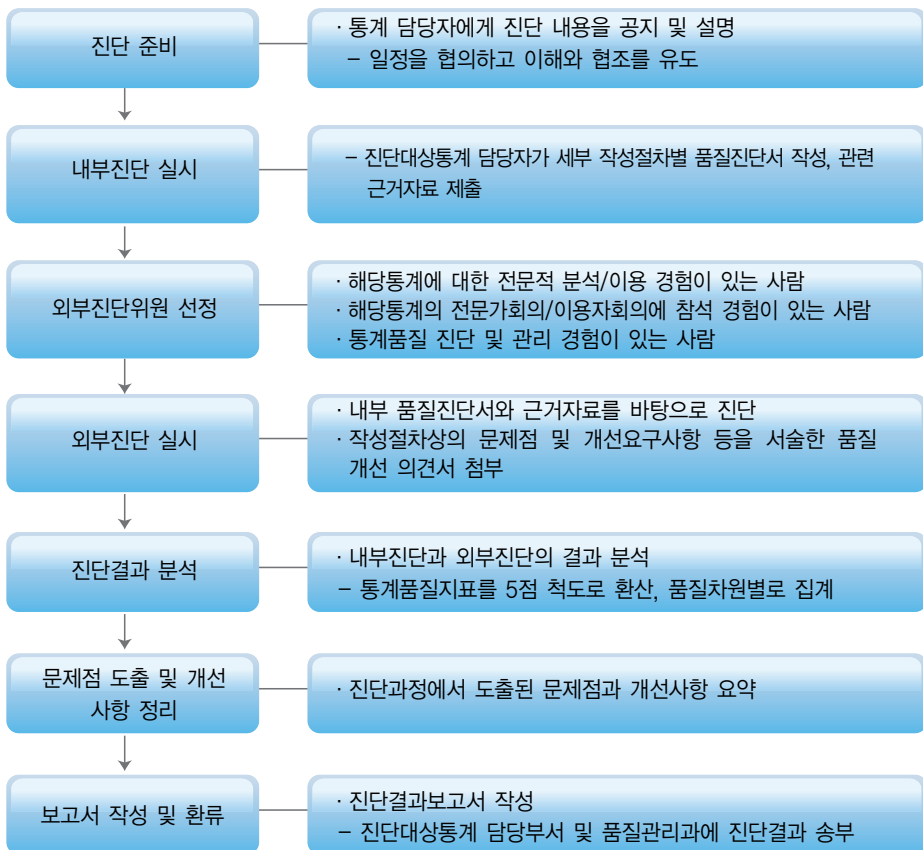 진단 준비
· 통계 담당자에게 진단 내용을 공지 및 설명
– 일정을 협의하고 이해와 협조를 유도
내부진단 실시
– 진단대상통계 담당자가 세부 작성절차별 품질진단서 작성, 관련
근거자료 제출
외부진단위원 선정
· 해당통계에 대한 전문적 분석/이용 경험이 있는 사람
· 해당통계의 전문가회의/이용자회의에 참석 경험이 있는 사람
· 통계품질 진단 및 관리 경험이 있는 사람
외부진단 실시
· 내부 품질진단서와 근거자료를 바탕으로 진단
· 작성절차상의 문제점 및 개선요구사항 등을 서술한 품질
개선 의견서 첨부
진단결과 분석
· 내부진단과 외부진단의 결과 분석
– 통계품질지표를 5점 척도로 환산, 품질차원별로 집계
문제점 도출 및 개선
사항 정리
· 진단과정에서 도출된 문제점과 개선사항 요약
보고서 작성 및 환류
· 진단결과보고서 작성
– 진단대상통계 담당부서 및 품질관리과에 진단결과 송부